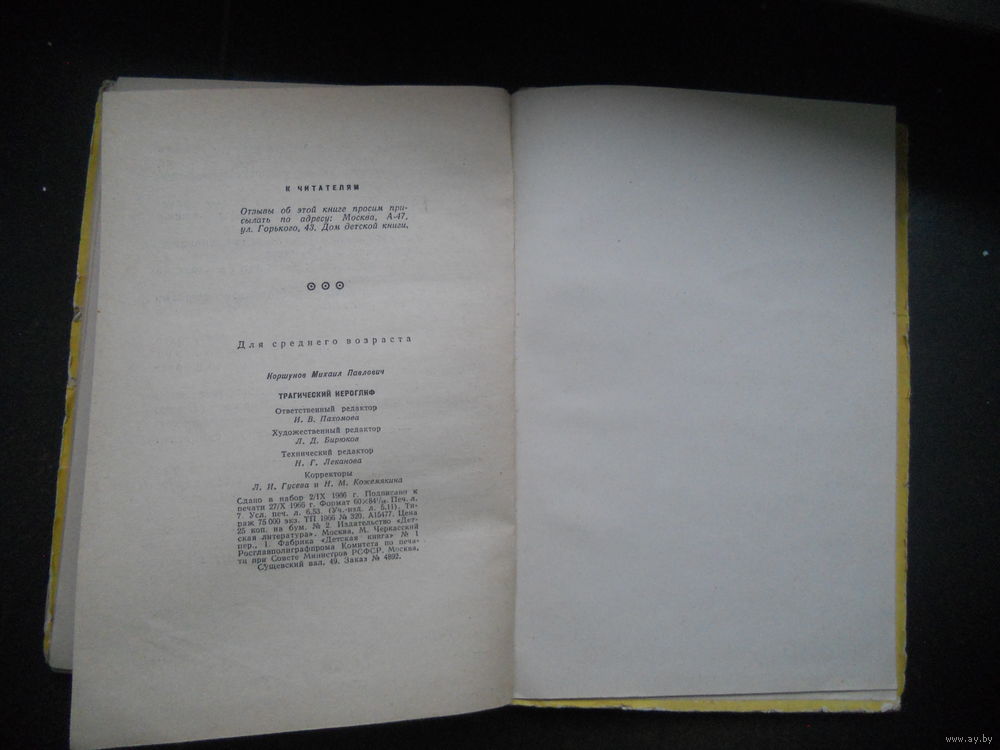 К ЧИТАТЕЛЯМ
Отзывы об этой книге просим при-
сылать по адресу: Москва, А-47,
ул. Горького, 43. Дом детской книги.
Для среднего возраста
Коршунов Михаил Павлович
ТРАГИЧЕСКИЙ ИЕРОГЛИФ
Ответственный редактор
И. В. Пахомова
Художественный редактор
Л. Д. Бирюков
Технический редактор
Н. Г. Леканова
Корректоры
Л. И. Гусева и Н. М. Кожемякина
Сдано в набор 2/IX 1966 г. Подписано к
печати 27/X 1966 г. Формат 60×84¹/₁₆. Печ. л.
7. Усл. печ. л. 6,53. (Уч.-изд. л. 5,11). Ти-
раж 75 000 экз. ТП 1966 № 320. А15477. Цена
25 коп. на бум. № 2. Издательство «Дет-
ская литература». Москва, М. Черкасский
пер., 1. Фабрика «Детская книга» № 1
Росглавполиграфпрома Комитета по печа-
ти при Совете Министров РСФСР. Москва,
Сущевский вал, 49. Заказ № 4892.
www.ay.by